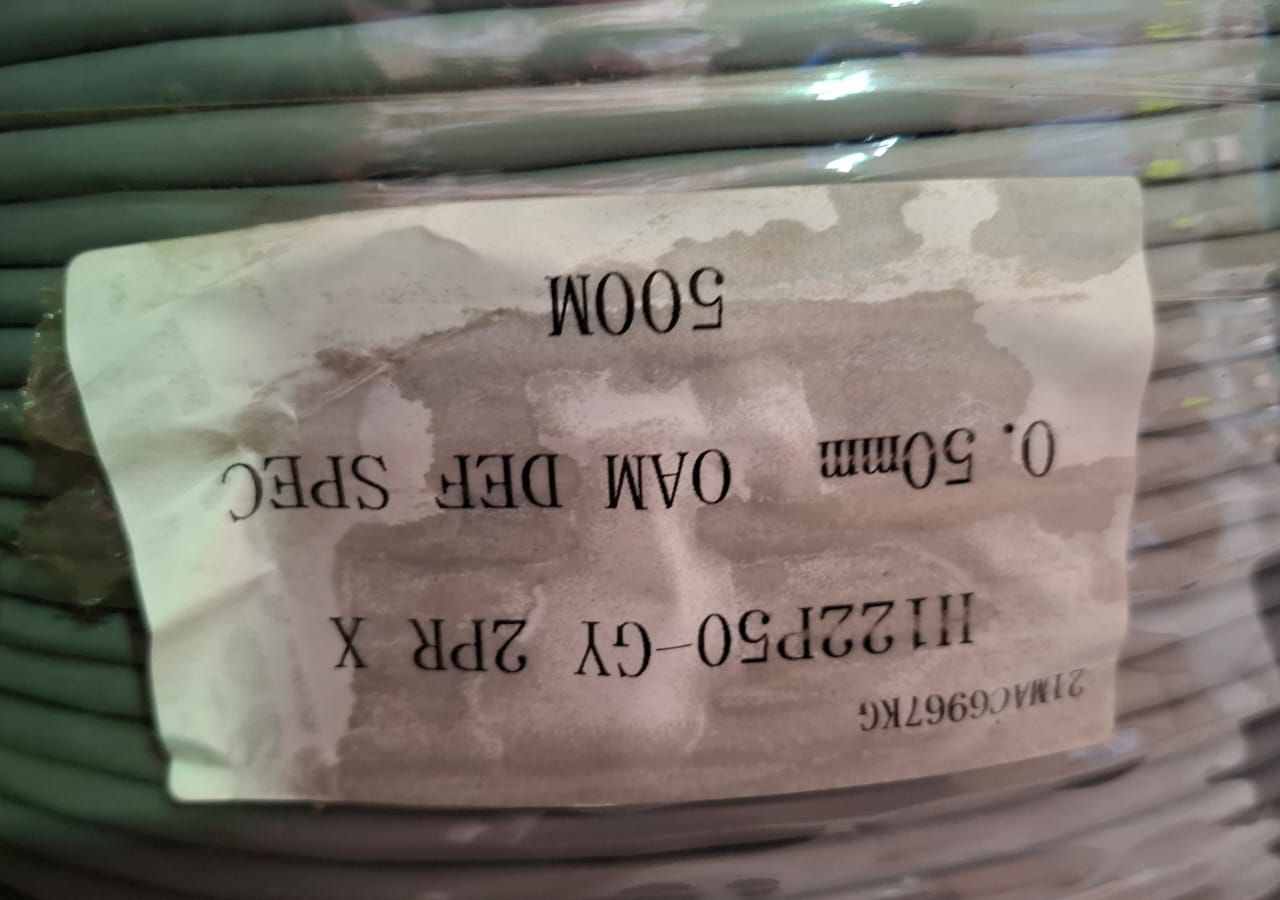 21MAC6967KG
H122P50-GY 2PR X
0.50mm OAM DEF SPEC
500M